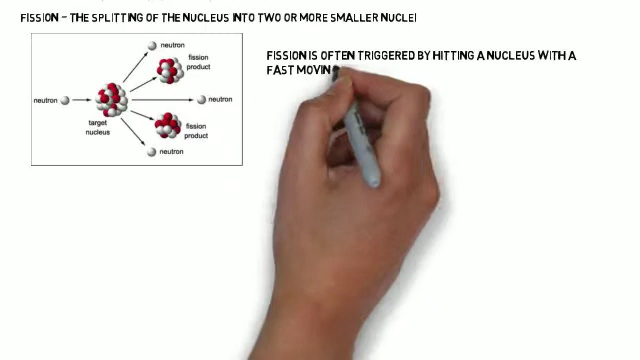 FISSION – THE SPLITTING OF THE NUCLEUS INTO TWO OR MORE SMALLER NUCLEI
neutron
fission
product
neutron
neutron
target
nucleus
fission
product
neutron
FISSION IS OFTEN TRIGGERED BY HITTING A NUCLEUS WITH A
FAST MOVIN